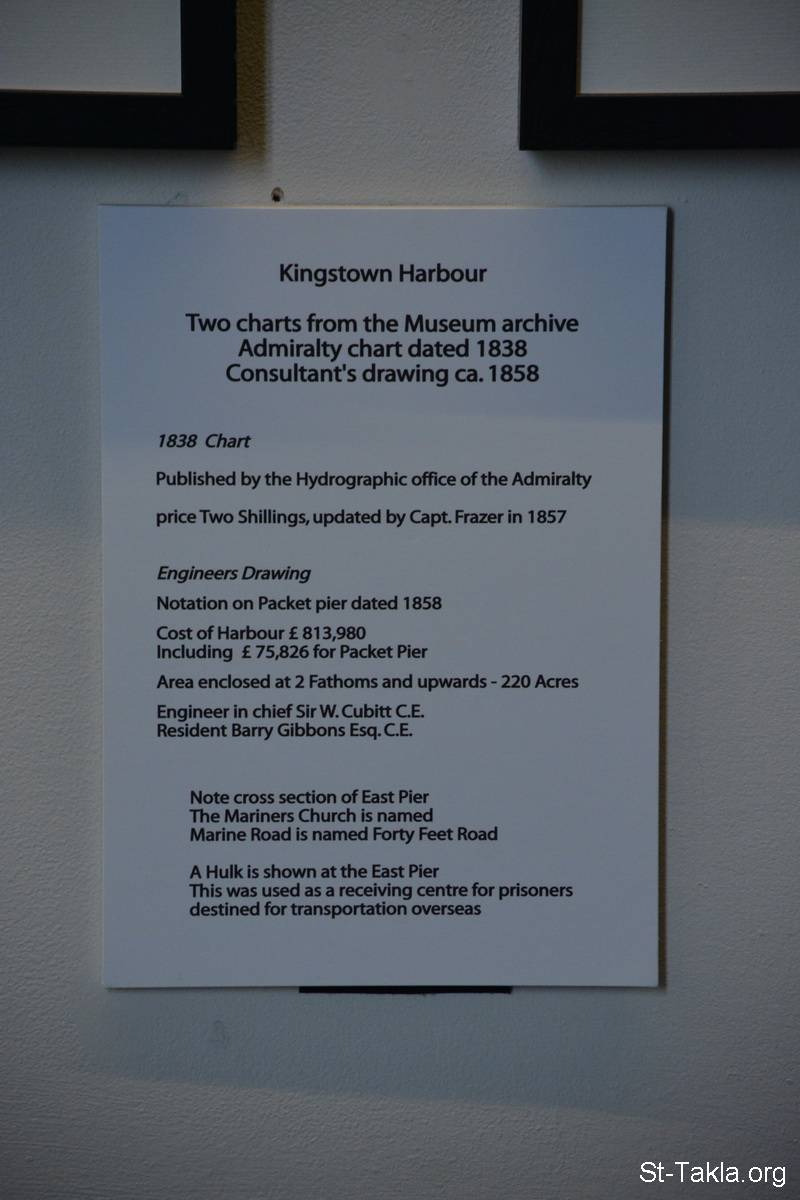 Kingstown Harbour
Two charts from the Museum archive
Admiralty chart dated 1838
Consultant's drawing ca. 1858
1838 Chart
Published by the Hydrographic office of the Admiralty
price Two Shillings, updated by Capt. Frazer in 1857
Engineers Drawing
Notation on Packet pier dated 1858
Cost of Harbour £ 813,980
Including £ 75,826 for Packet Pier
Area enclosed at 2 Fathoms and upwards - 220 Acres
Engineer in chief Sir W. Cubitt C.E.
Resident Barry Gibbons Esq. C.E.
Note cross section of East Pier
The Mariners Church is named
Marine Road is named Forty Feet Road
A Hulk is shown at the East Pier
This was used as a receiving centre for prisoners
destined for transportation overseas
St-Takla.org